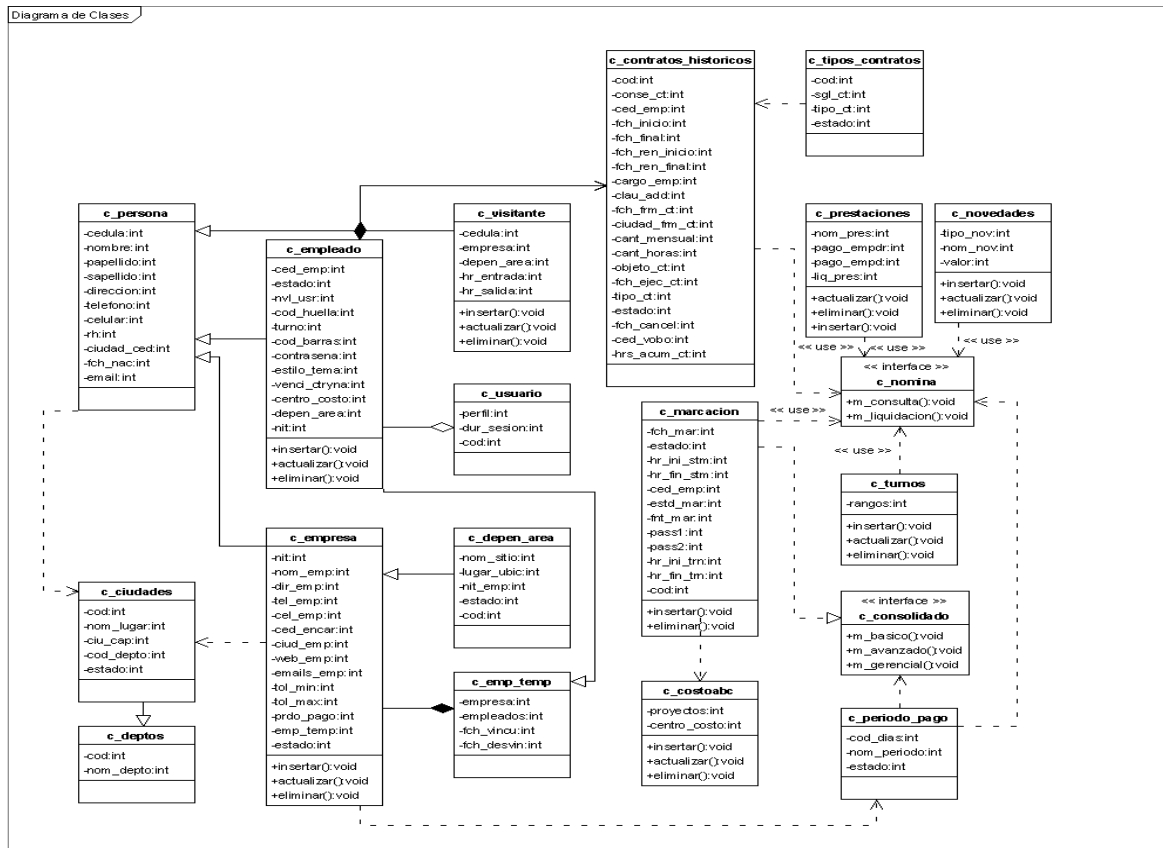 Diagrama de Clases
c_contratos_historicos
-cod:int
-conse_ct:int
-ced_emp:int
-fch_inicio:int
-fch_final:int
-fch_ren_inicio:int
-fch_ren_final:int
-cargo_emp:int
-clau_add:int
-fch_frm_ct:int
-ciudad_frm_ct:int
-cant_mensual:int
-cant_horas:int
-objeto_ct:int
-fch_ejec_ct:int
-tipo_ct:int
-estado:int
-fch_cancel:int
-ced_vobo:int
-hrs_acum_ct:int
c_tipos_contratos
-cod:int
-sgl_ct:int
-tipo_ct:int
-estado:int
c_persona
-cedula:int
-nombre:int
-papellido:int
-sapellido:int
-direccion:int
-telefono:int
-celular:int
-rh:int
-ciudad_ced:int
-fch_nac:int
-email:int
c_empleado
-ced_emp:int
-estado:int
-nvl_usr:int
-cod_huella:int
-turno:int
-cod_barras:int
-contrasena:int
-estilo_tema:int
-venci_ctryna:int
-centro_costo:int
-depen_area:int
-nit:int
+insertar():void
+actualizar():void
+eliminar():void
c_visitante
-cedula:int
-empresa:int
-depen_area:int
-hr_entrada:int
-hr_salida:int
+insertar():void
+actualizar():void
+eliminar():void
c_prestaciones
-nom_pres:int
-pago_empdr:int
-pago_empd:int
-liq_pres:int
+actualizar():void
+eliminar():void
+insertar():void
c_novedades
-tipo_nov:int
-nom_nov:int
-valor:int
+insertar():void
+actualizar():void
+eliminar():void
<< use >>
<< use >>
<< interface >>
c_nomina
+m_consulta():void
+m_liquidacion():void
c_usuario
-perfil:int
-dur_sesion:int
-cod:int
c_marcacion
-fch_mar:int
-estado:int
-hr_ini_stm:int
-hr_fin_stm:int
-ced_emp:int
-estd_mar:int
-fnt_mar:int
-pass1:int
-pass2:int
-hr_ini_trn:int
-hr_fin_trn:int
-cod:int
+insertar():void
+eliminar():void
<< use >>
<< use >>
c_turnos
-rangos:int
+insertar():void
+actualizar():void
+eliminar():void
c_empresa
-nit:int
-nom_emp:int
-dir_emp:int
-tel_emp:int
-cel_emp:int
-ced_encar:int
-ciud_emp:int
-web_emp:int
-emails_emp:int
-tol_min:int
-tol_max:int
-prdo_pago:int
-emp_temp:int
-estado:int
+insertar():void
+actualizar():void
+eliminar():void
c_depen_area
-nom_sitio:int
-lugar_ubic:int
-nit_emp:int
-estado:int
-cod:int
c_ciudades
-cod:int
-nom_lugar:int
-ciu_cap:int
-cod_depto:int
-estado:int
<< interface >>
c_consolidado
+m_basico():void
+m_avanzado():void
+m_gerencial():void
c_emp_temp
-empresa:int
-empleados:int
-fch_vincu:int
-fch_desvin:int
c_costoabc
-proyectos:int
-centro_costo:int
+insertar():void
+actualizar():void
+eliminar():void
c_periodo_pago
-cod_dias:int
-nom_periodo:int
-estado:int
c_deptos
-cod:int
-nom_depto:int